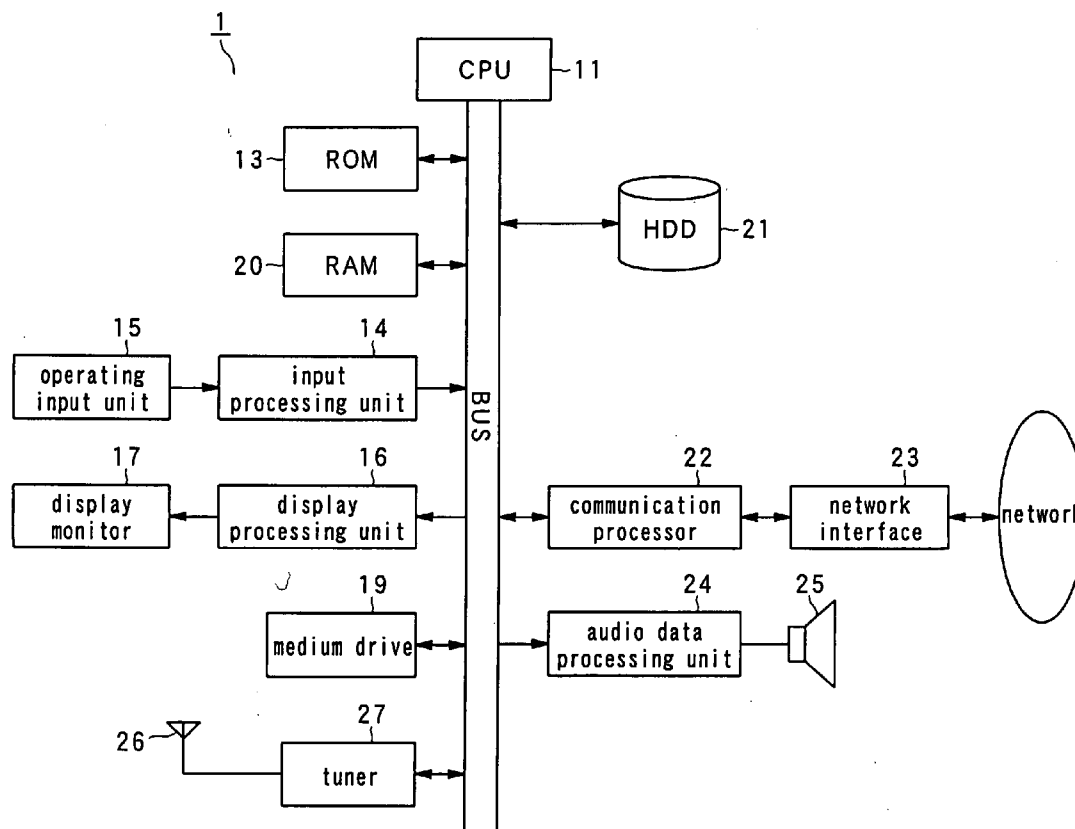 1
CPU
11
13
ROM
HDD
21
20
RAM
15
14
operating
input unit
input
processing unit
BUS
17
16
22
23
display
monitor
display
processing unit
communication
processor
network
interface
network
19
24
25
medium drive
audio data
processing unit
26
27
tuner